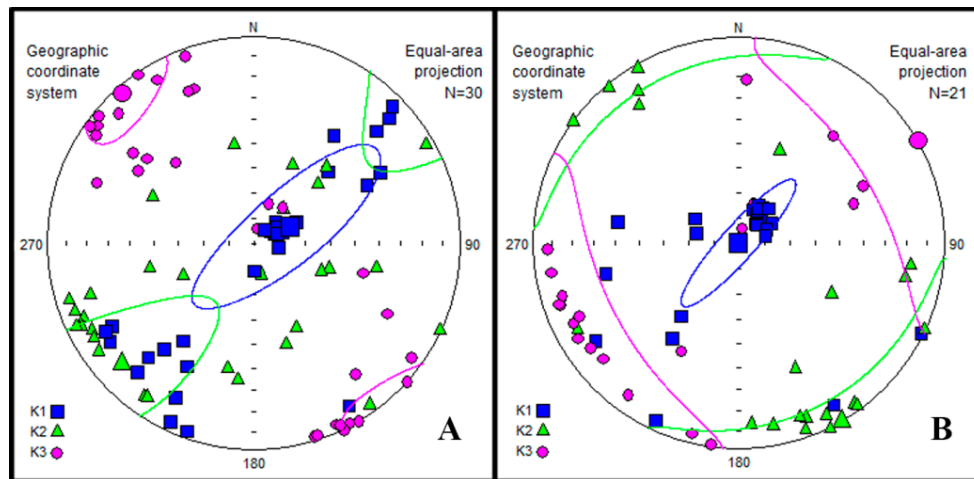 Geographic
coordinate
system
N
Equal-area
projection
N=30
270
90
K1
K2
K3
180
A
Geographic
coordinate
system
N
Equal-area
projection
N=21
270
90
K1
K2
K3
180
B